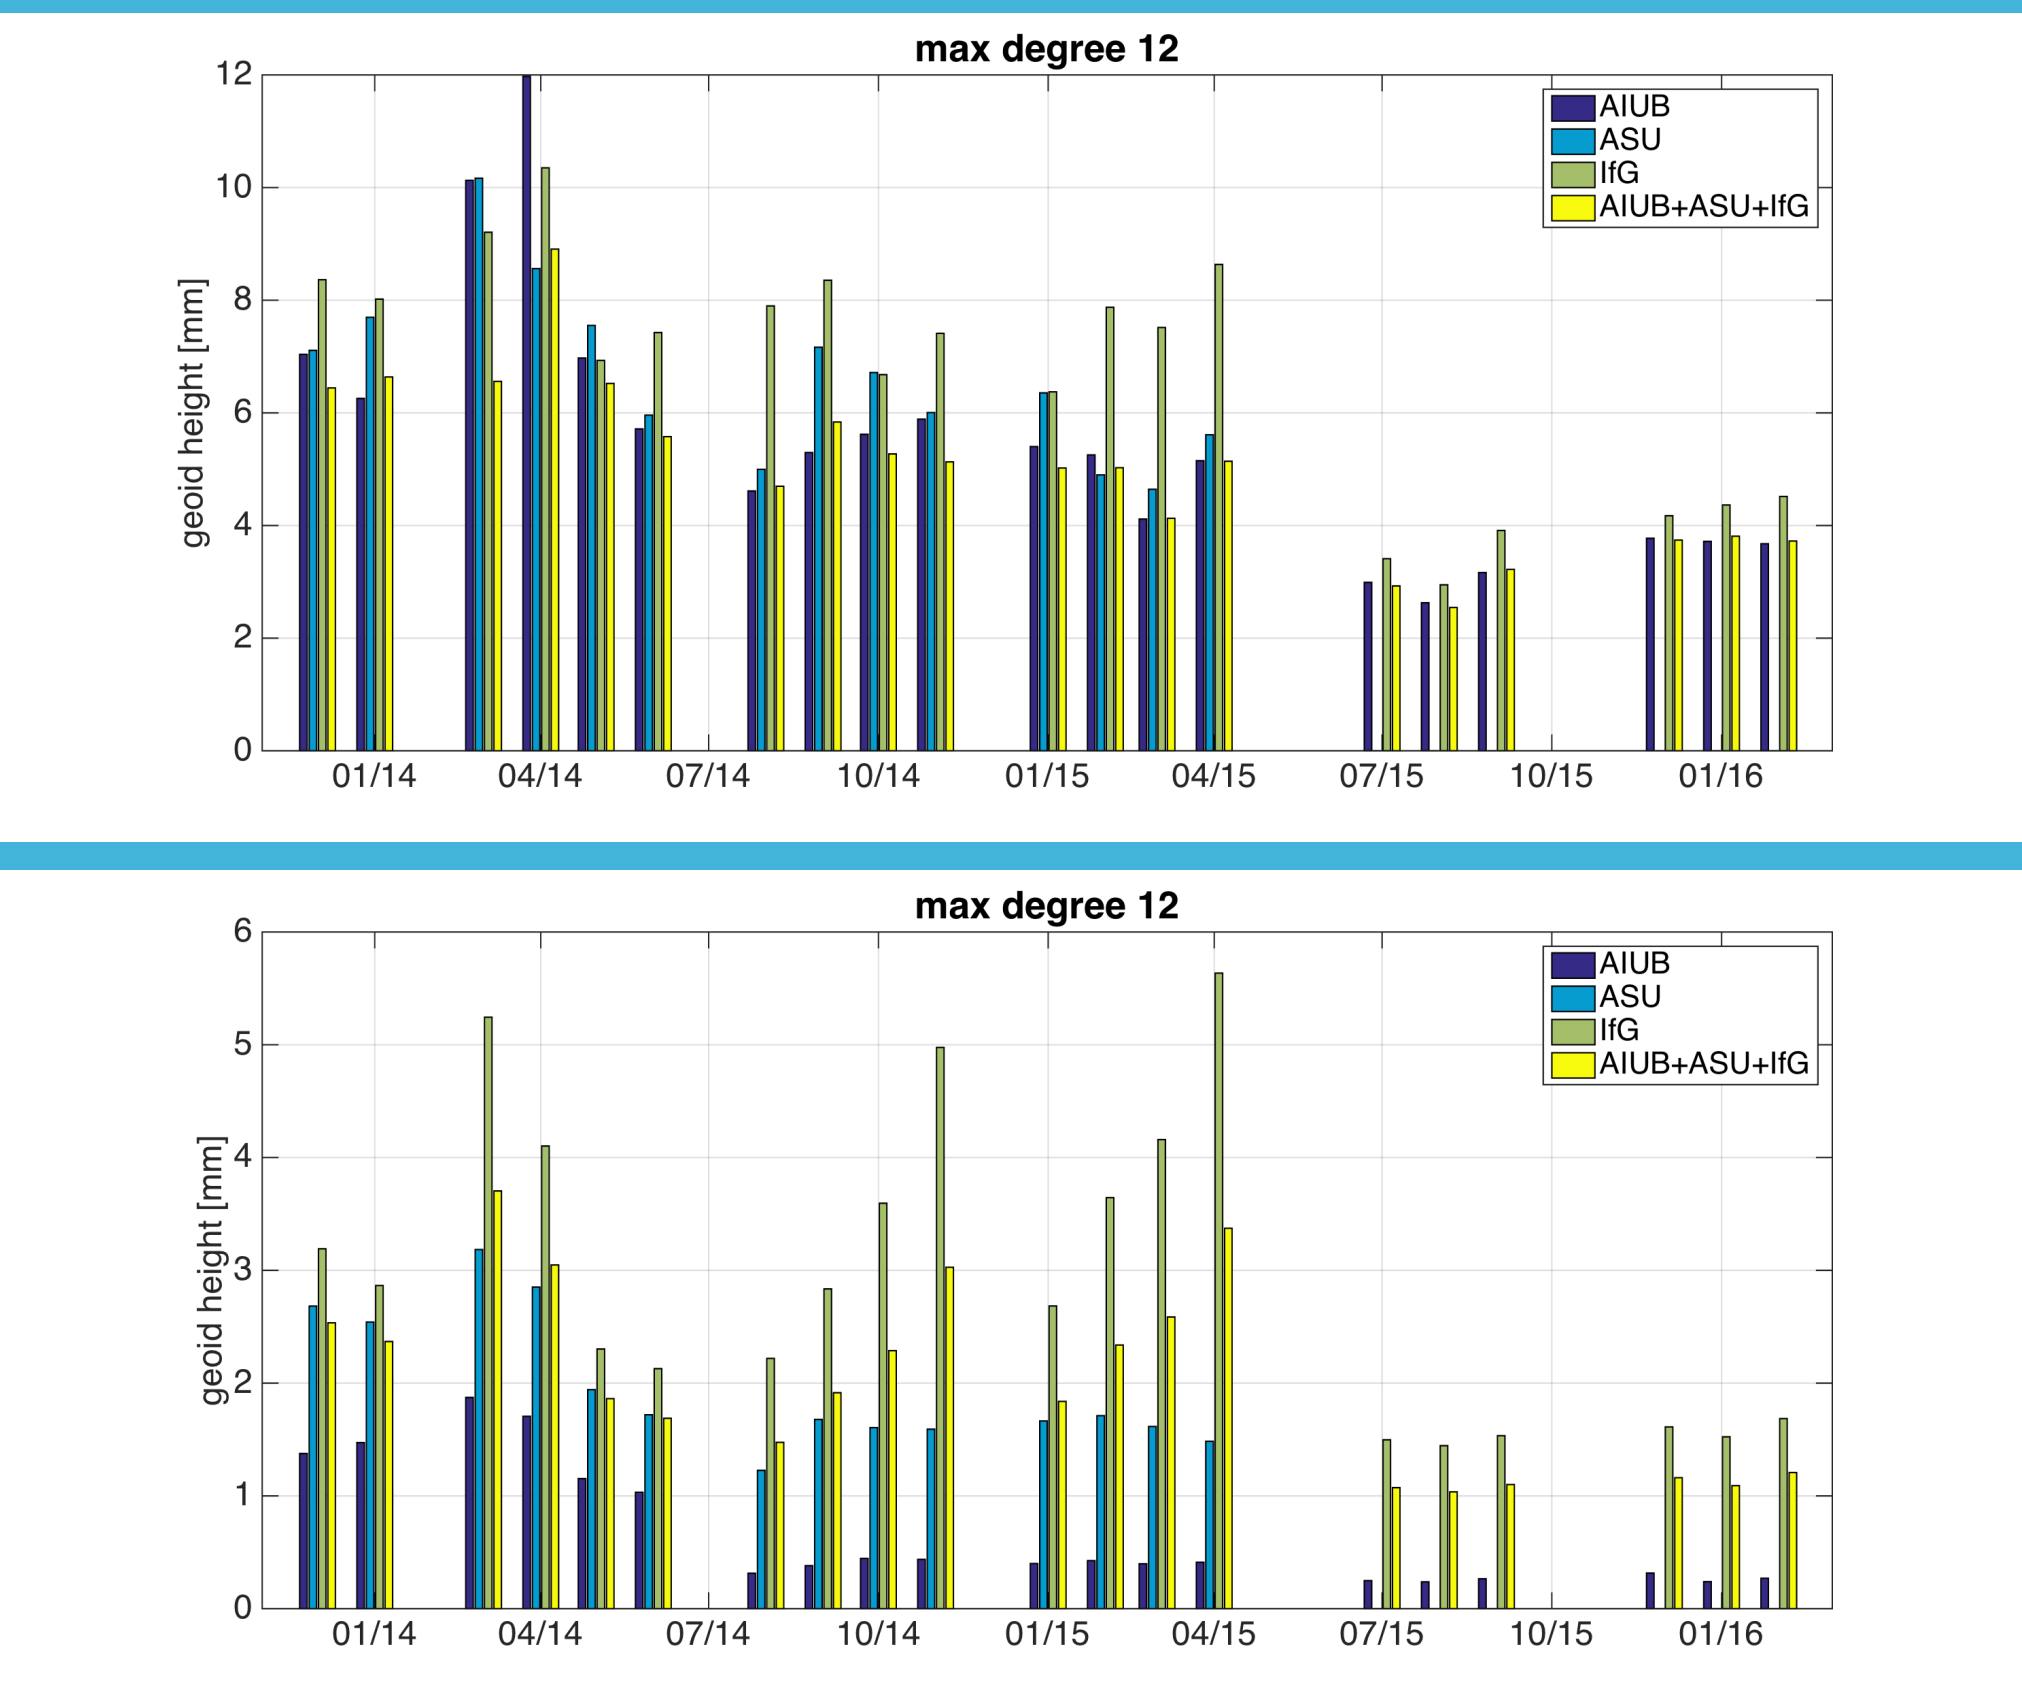 max degree 12
12
10
8
6
4
2
0
geoid height [mm]
AIUB
ASU
IfG
AIUB+ASU+IfG
01/14 04/14 07/14 10/14 01/15 04/15 07/15 10/15 01/16
max degree 12
6
5
4
3
2
1
0
geoid height [mm]
AIUB
ASU
IfG
AIUB+ASU+IfG
01/14 04/14 07/14 10/14 01/15 04/15 07/15 10/15 01/16